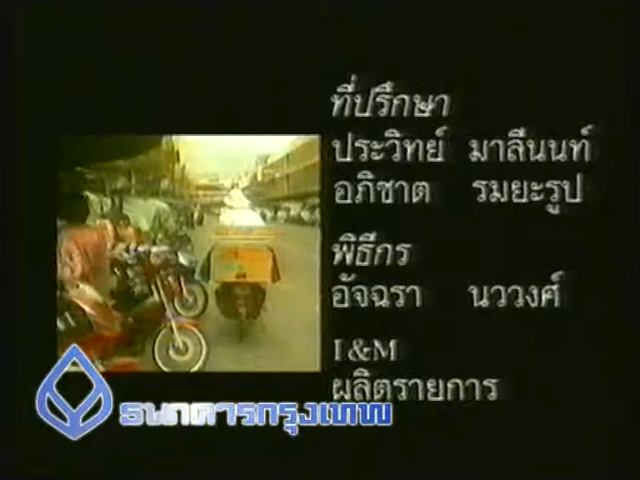 ที่ปรึกษา
ประวิทย์ มาลีนนท์
อภิชาต รมยะรูป
พิธีกร
อัจฉรา นววงศ์
I&M
ผลิตรายการ
ธนาคารกรุงเทพ